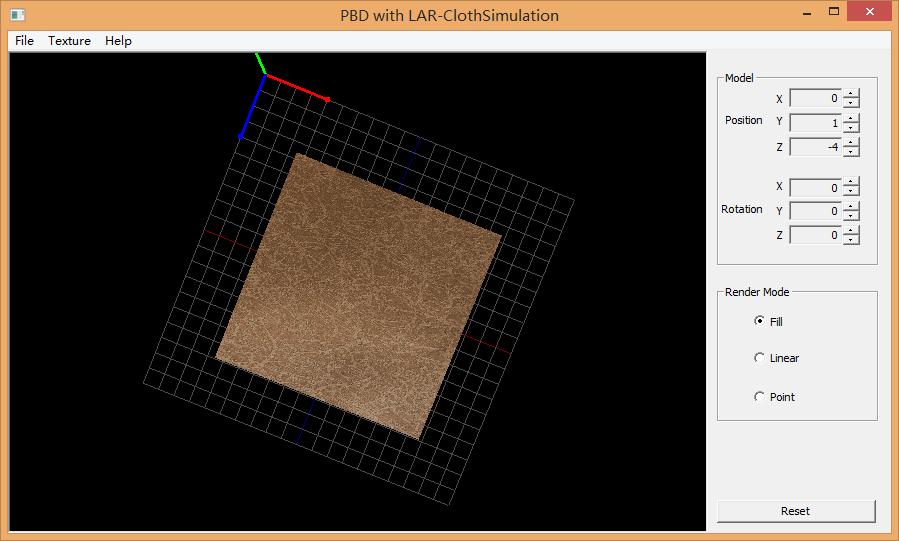 PBD with LAR-ClothSimulation
File Texture Help
Model
X 0
Position Y 1
Z -4
X 0
Rotation Y 0
Z 0
Render Mode
Fill
Linear
Point
Reset